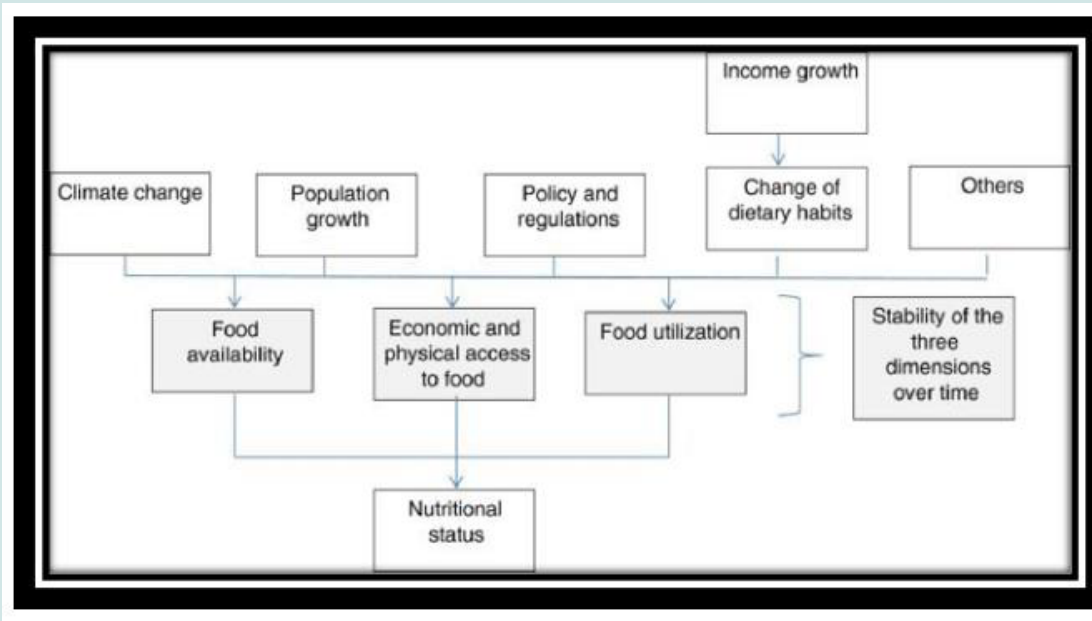 Income growth
Climate change
Population
growth
Policy and
regulations
Change of
dietary habits
Others
Food
availability
Economic and
physical access
to food
Food utilization
Stability of the
three
dimensions
over time
Nutritional
status